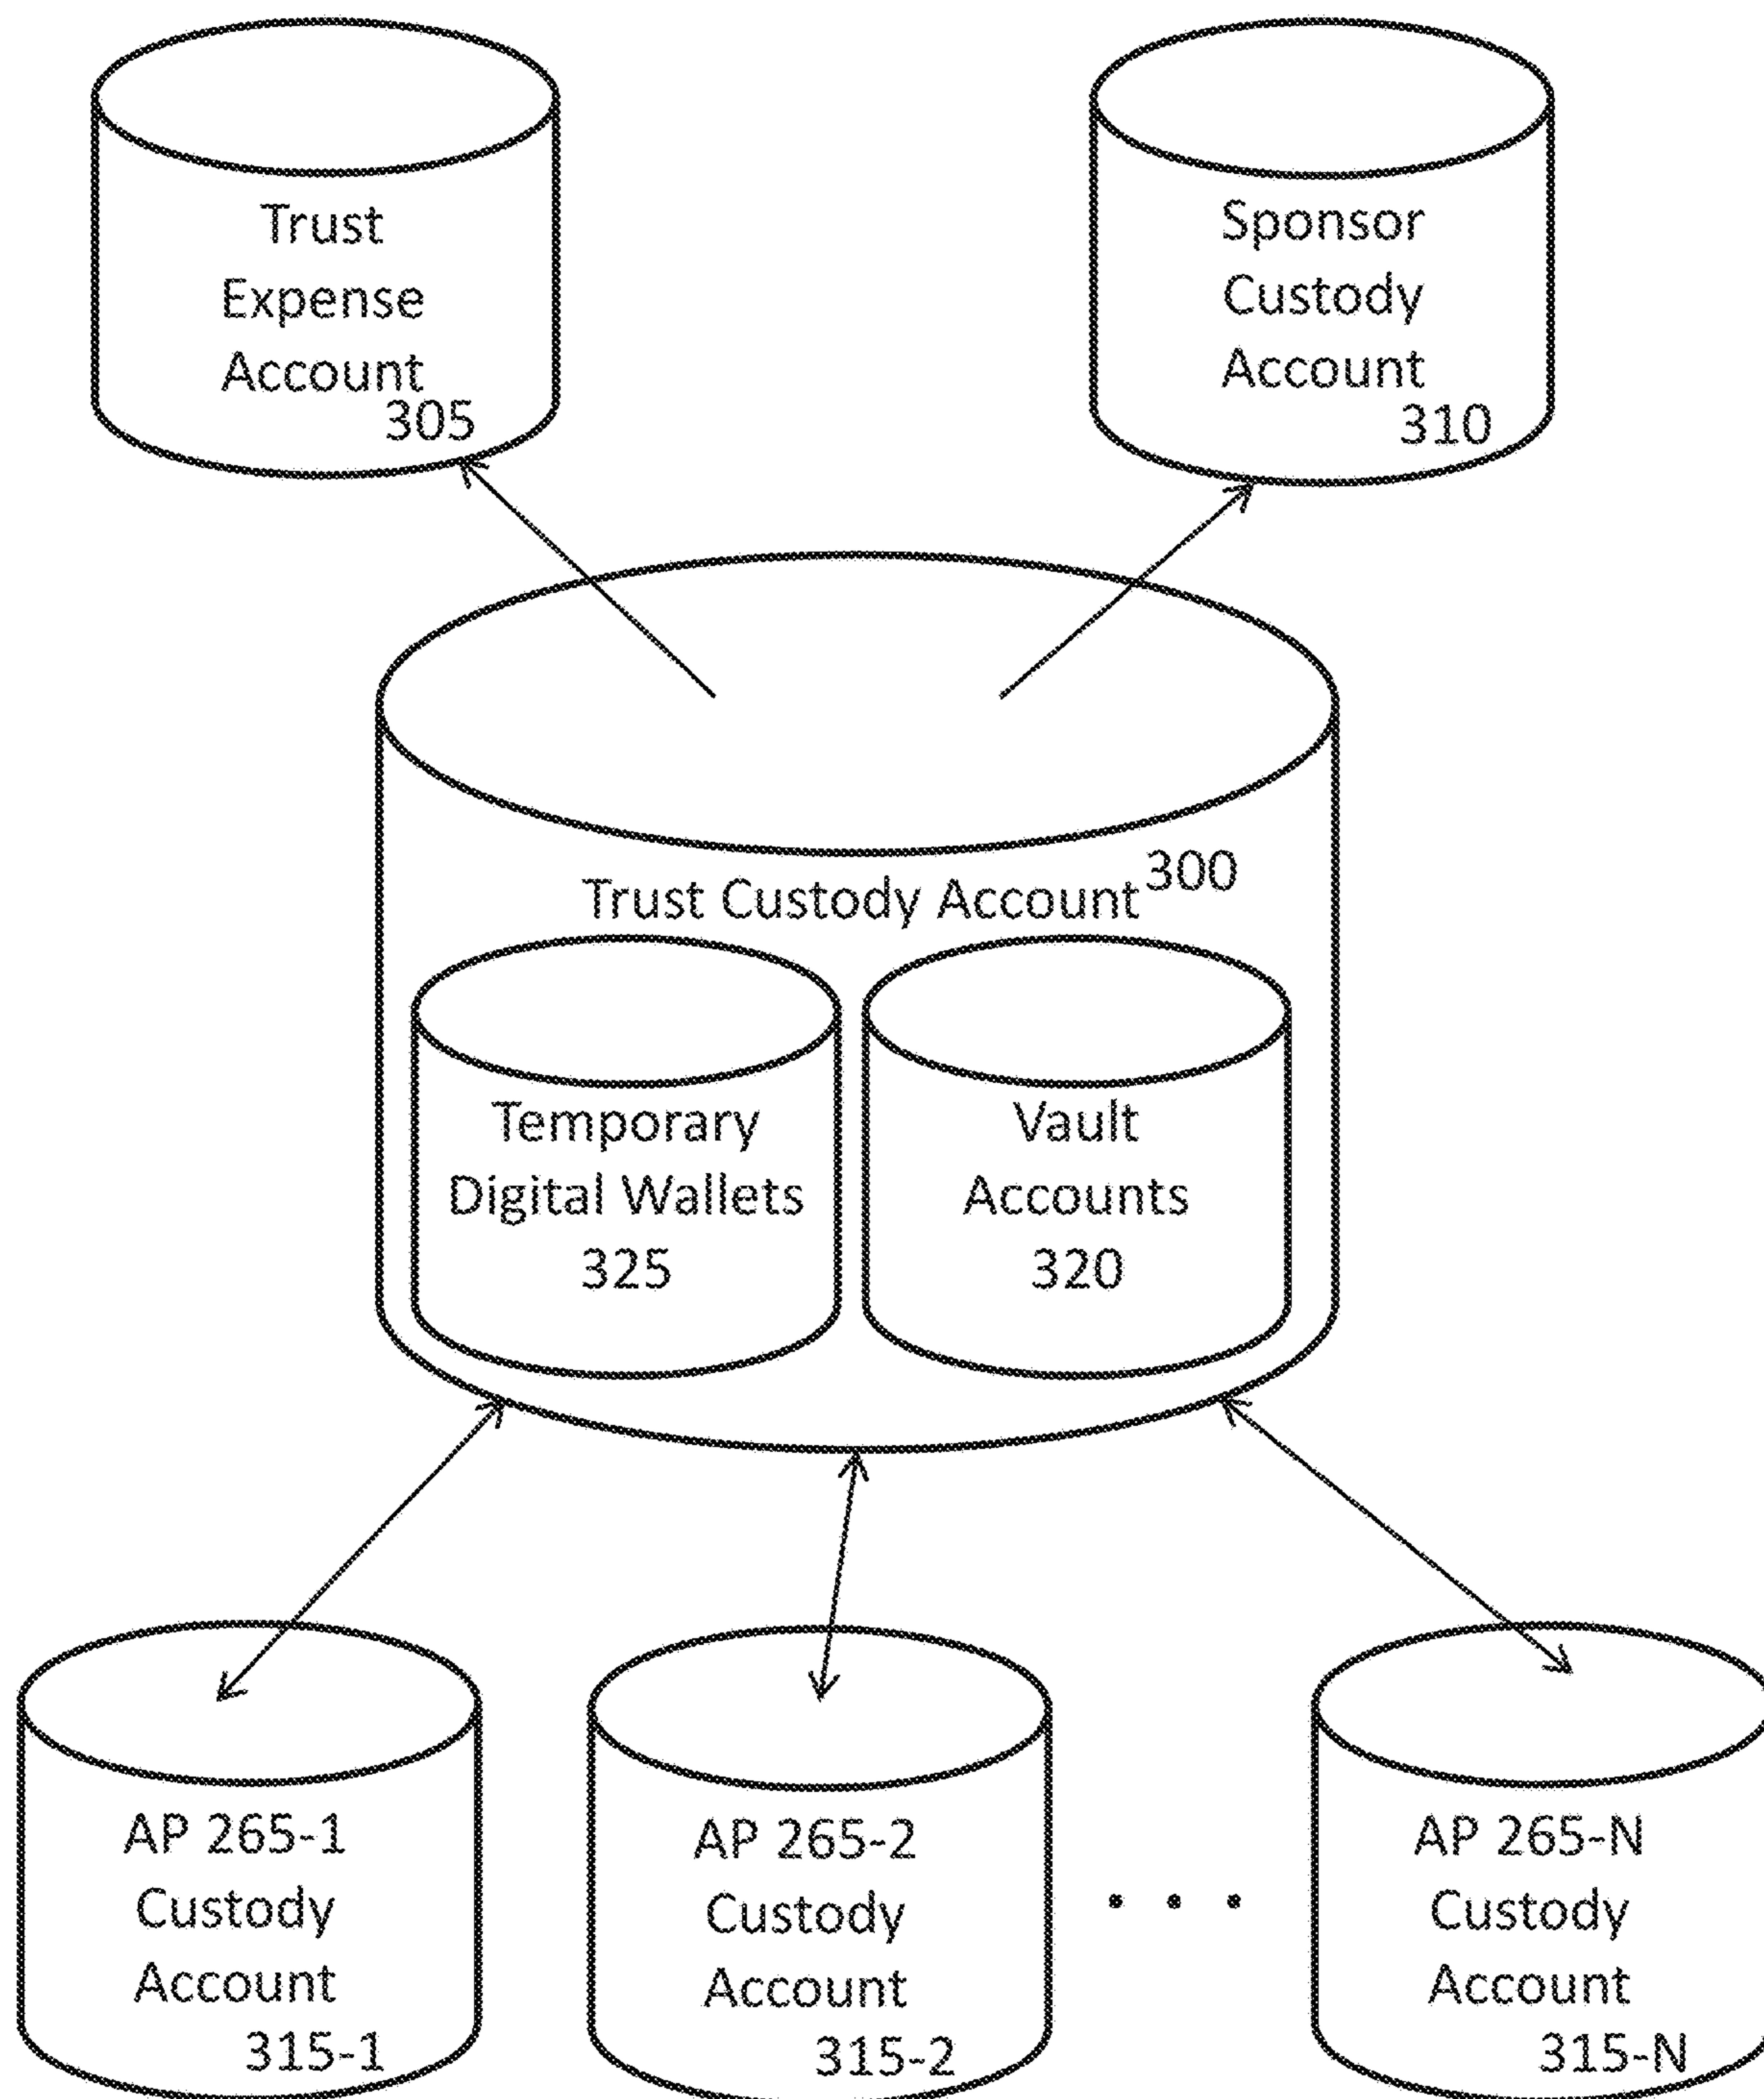 Trust
Expense
Account
305
Sponsor
Custody
Account
310
Trust Custody Account 300
Temporary
Digital Wallets
325
Vault
Accounts
320
AP 265-1
Custody
Account
315-1
AP 265-2
Custody
Account
315-2
. . .
AP 265-N
Custody
Account
315-N